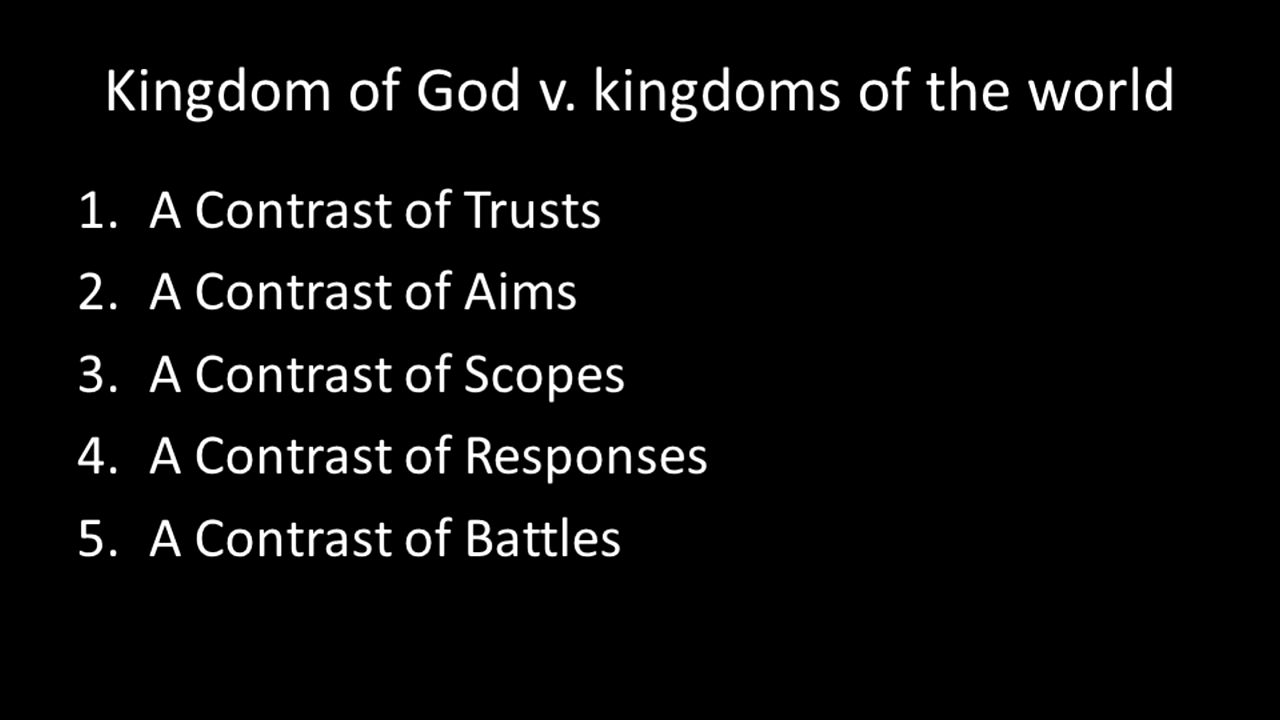 Kingdom of God v. kingdoms of the world
1. A Contrast of Trusts
2. A Contrast of Aims
3. A Contrast of Scopes
4. A Contrast of Responses
5. A Contrast of Battles